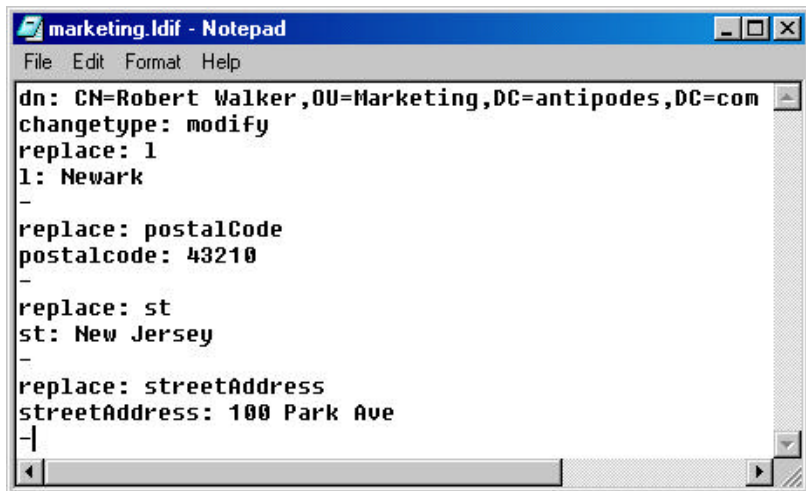 marketing.ldif - Notepad
File Edit Format Help
dn: CN=Robert Walker,OU=Marketing,DC=antipodes,DC=com
changetype: modify
replace: l
l: Newark
-
replace: postalCode
postalcode: 43210
-
replace: st
st: New Jersey
-
replace: streetAddress
streetAddress: 100 Park Ave
-